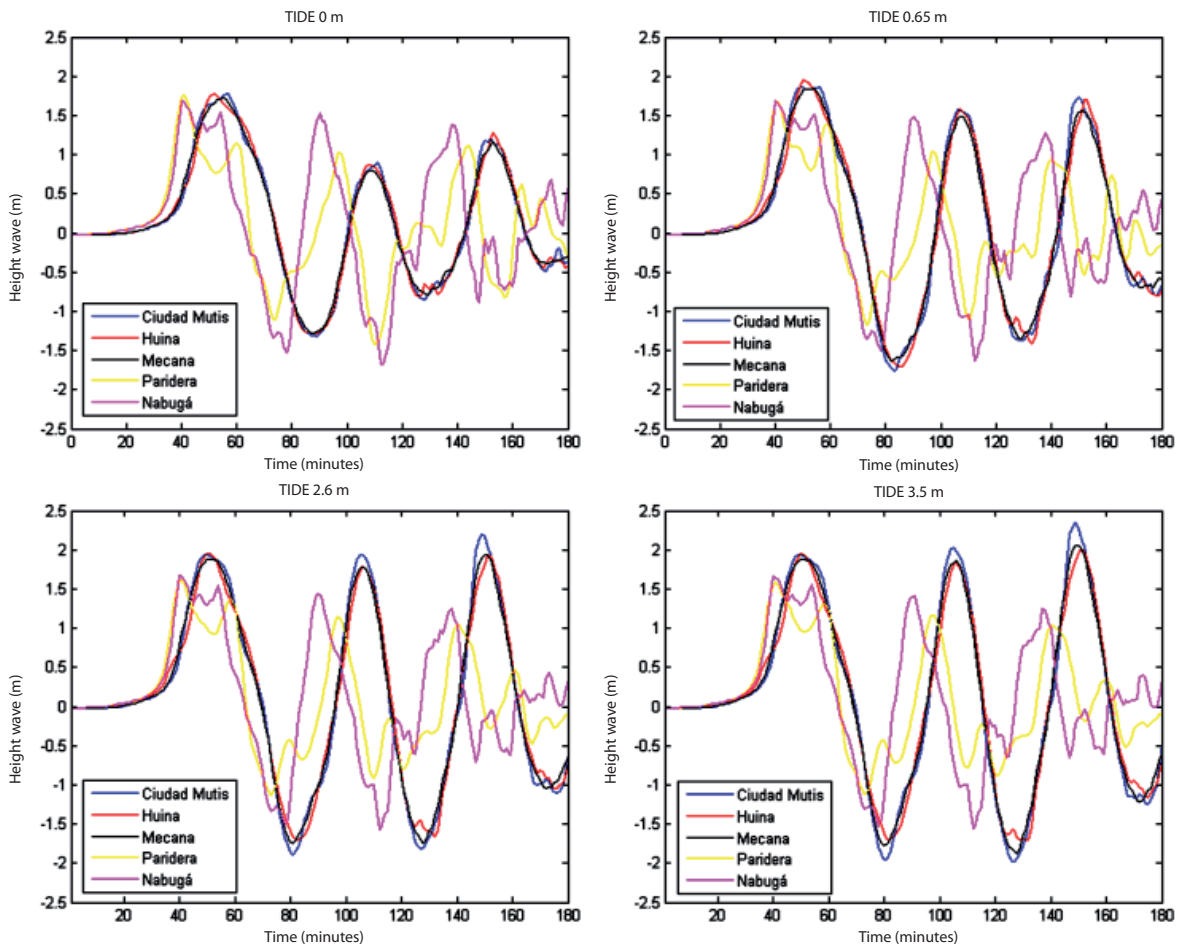 TIDE 0 m
2.5
2
1.5
1
0.5
0
-0.5
-1
-1.5
-2
-2.5
Height wave (m)
Ciudad Mutis
Huina
Mecana
Paridera
Nabugá
0 20 40 60 80 100 120 140 160 180
Time (minutes)
TIDE 0.65 m
2.5
2
1.5
1
0.5
0
-0.5
-1
-1.5
-2
-2.5
Height wave (m)
Ciudad Mutis
Huina
Mecana
Paridera
Nabugá
20 40 60 80 100 120 140 160 180
Time (minutes)
TIDE 2.6 m
2.5
2
1.5
1
0.5
0
-0.5
-1
-1.5
-2
-2.5
Height wave (m)
Ciudad Mutis
Huina
Mecana
Paridera
Nabugá
20 40 60 80 100 120 140 160 180
Time (minutes)
TIDE 3.5 m
2.5
2
1.5
1
0.5
0
-0.5
-1
-1.5
-2
-2.5
Height wave (m)
Ciudad Mutis
Huina
Mecana
Paridera
Nabugá
20 40 60 80 100 120 140 160 180
Time (minutes)